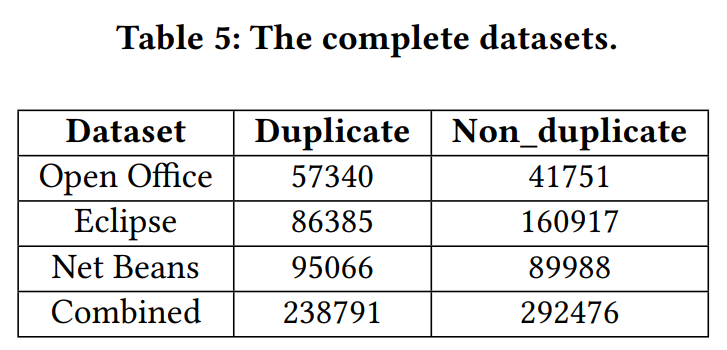 Table 5: The complete datasets.
Dataset Duplicate Non_duplicate
Open Office 57340 41751
Eclipse 86385 160917
Net Beans 95066 89988
Combined 238791 292476